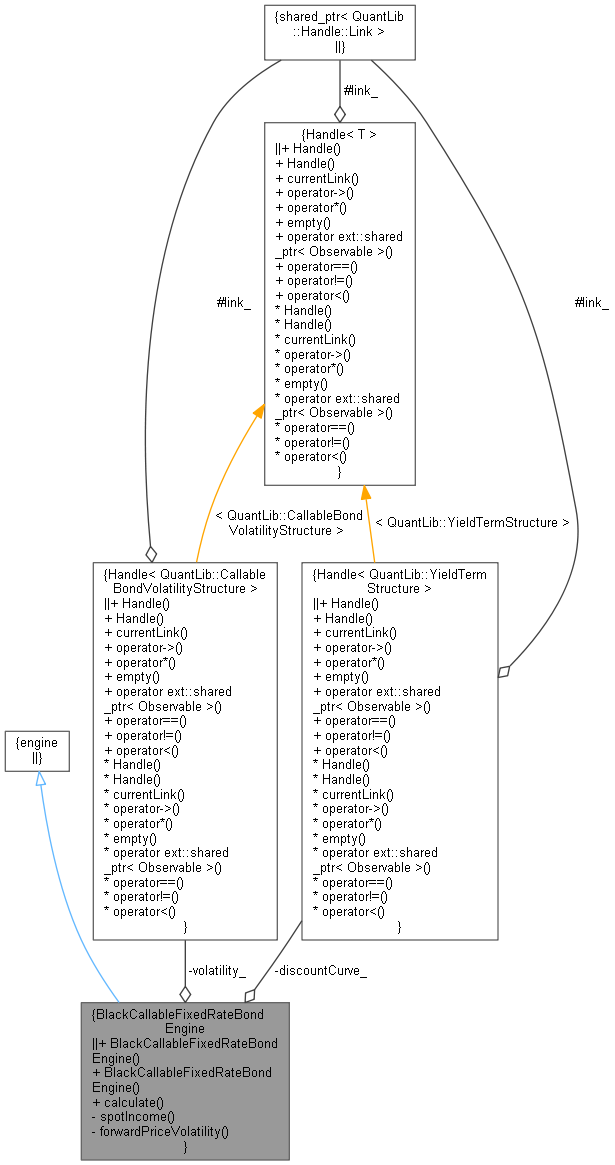 {shared_ptr< QuantLib
::Handle::Link >
||}
#link_
{Handle< T >
||+ Handle()
+ Handle()
+ currentLink()
+ operator->()
+ operator*()
+ empty()
+ operator ext::shared
_ptr< Observable >()
+ operator==()
+ operator!=()
+ operator<()
* Handle()
* Handle()
* currentLink()
* operator->()
* operator*()
* empty()
* operator ext::shared
_ptr< Observable >()
* operator==()
* operator!=()
* operator<()
}
#link_
#link_
< QuantLib::CallableBond
VolatilityStructure >
< QuantLib::YieldTermStructure >
{Handle< QuantLib::Callable
BondVolatilityStructure >
||+ Handle()
+ Handle()
+ currentLink()
+ operator->()
+ operator*()
+ empty()
+ operator ext::shared
_ptr< Observable >()
+ operator==()
+ operator!=()
+ operator<()
* Handle()
* Handle()
* currentLink()
* operator->()
* operator*()
* empty()
* operator ext::shared
_ptr< Observable >()
* operator==()
* operator!=()
* operator<()
}
{Handle< QuantLib::YieldTerm
Structure >
||+ Handle()
+ Handle()
+ currentLink()
+ operator->()
+ operator*()
+ empty()
+ operator ext::shared
_ptr< Observable >()
+ operator==()
+ operator!=()
+ operator<()
* Handle()
* Handle()
* currentLink()
* operator->()
* operator*()
* empty()
* operator ext::shared
_ptr< Observable >()
* operator==()
* operator!=()
* operator<()
}
{engine
||}
-volatility_
-discountCurve_
{BlackCallableFixedRateBond
Engine
||+ BlackCallableFixedRateBond
Engine()
+ BlackCallableFixedRateBond
Engine()
+ calculate()
- spotIncome()
- forwardPriceVolatility()
}